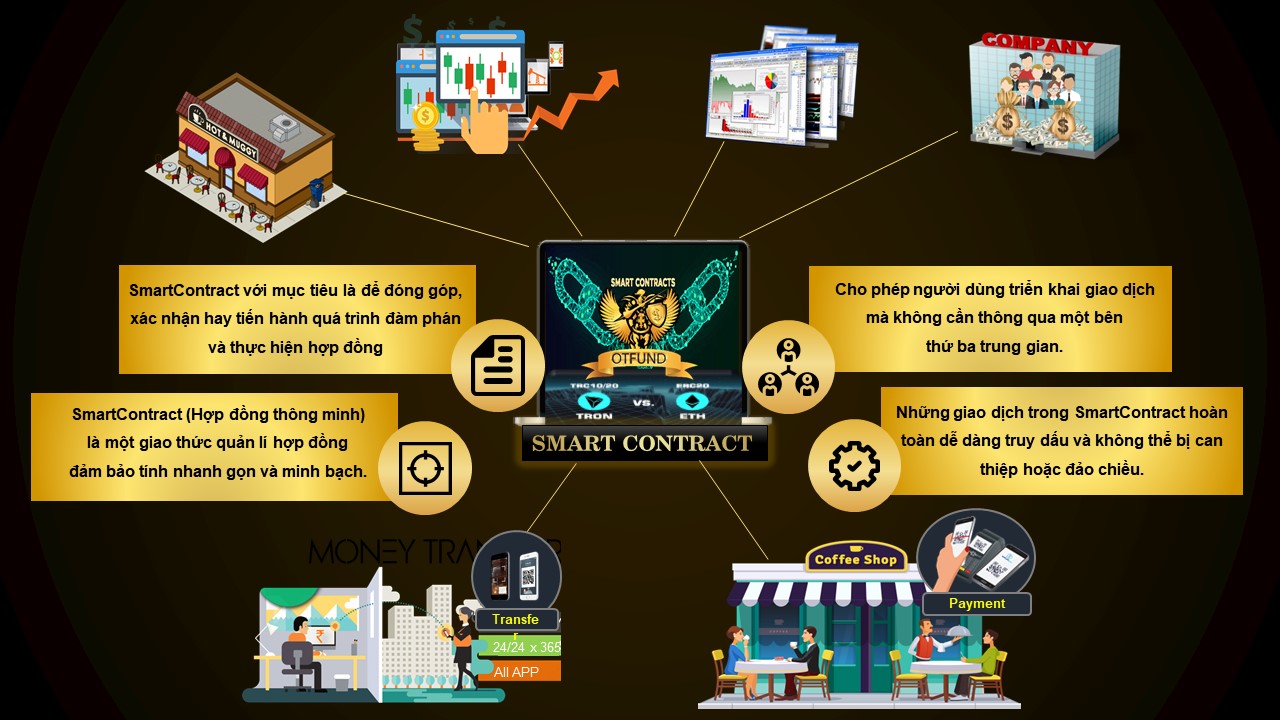 COMPANY
HOT & MUGGY
SmartContract với mục tiêu là để đóng góp,
xác nhận hay tiến hành quá trình đàm phán
và thực hiện hợp đồng
SMART CONTRACTS
OTFUND
TRC10/20
ERC20
TRON
VS.
ETH
SMART CONTRACT
Cho phép người dùng triển khai giao dịch
mà không cần thông qua một bên
thứ ba trung gian.
SmartContract (Hợp đồng thông minh)
là một giao thức quản lí hợp đồng
đảm bảo tính nhanh gọn và minh bạch.
Những giao dịch trong SmartContract hoàn
toàn dễ dàng truy dấu và không thể bị can
thiệp hoặc đảo chiều.
MONEY TRA
Transfe
r
24/24 x 365
All APP
Coffee Shop
Payment